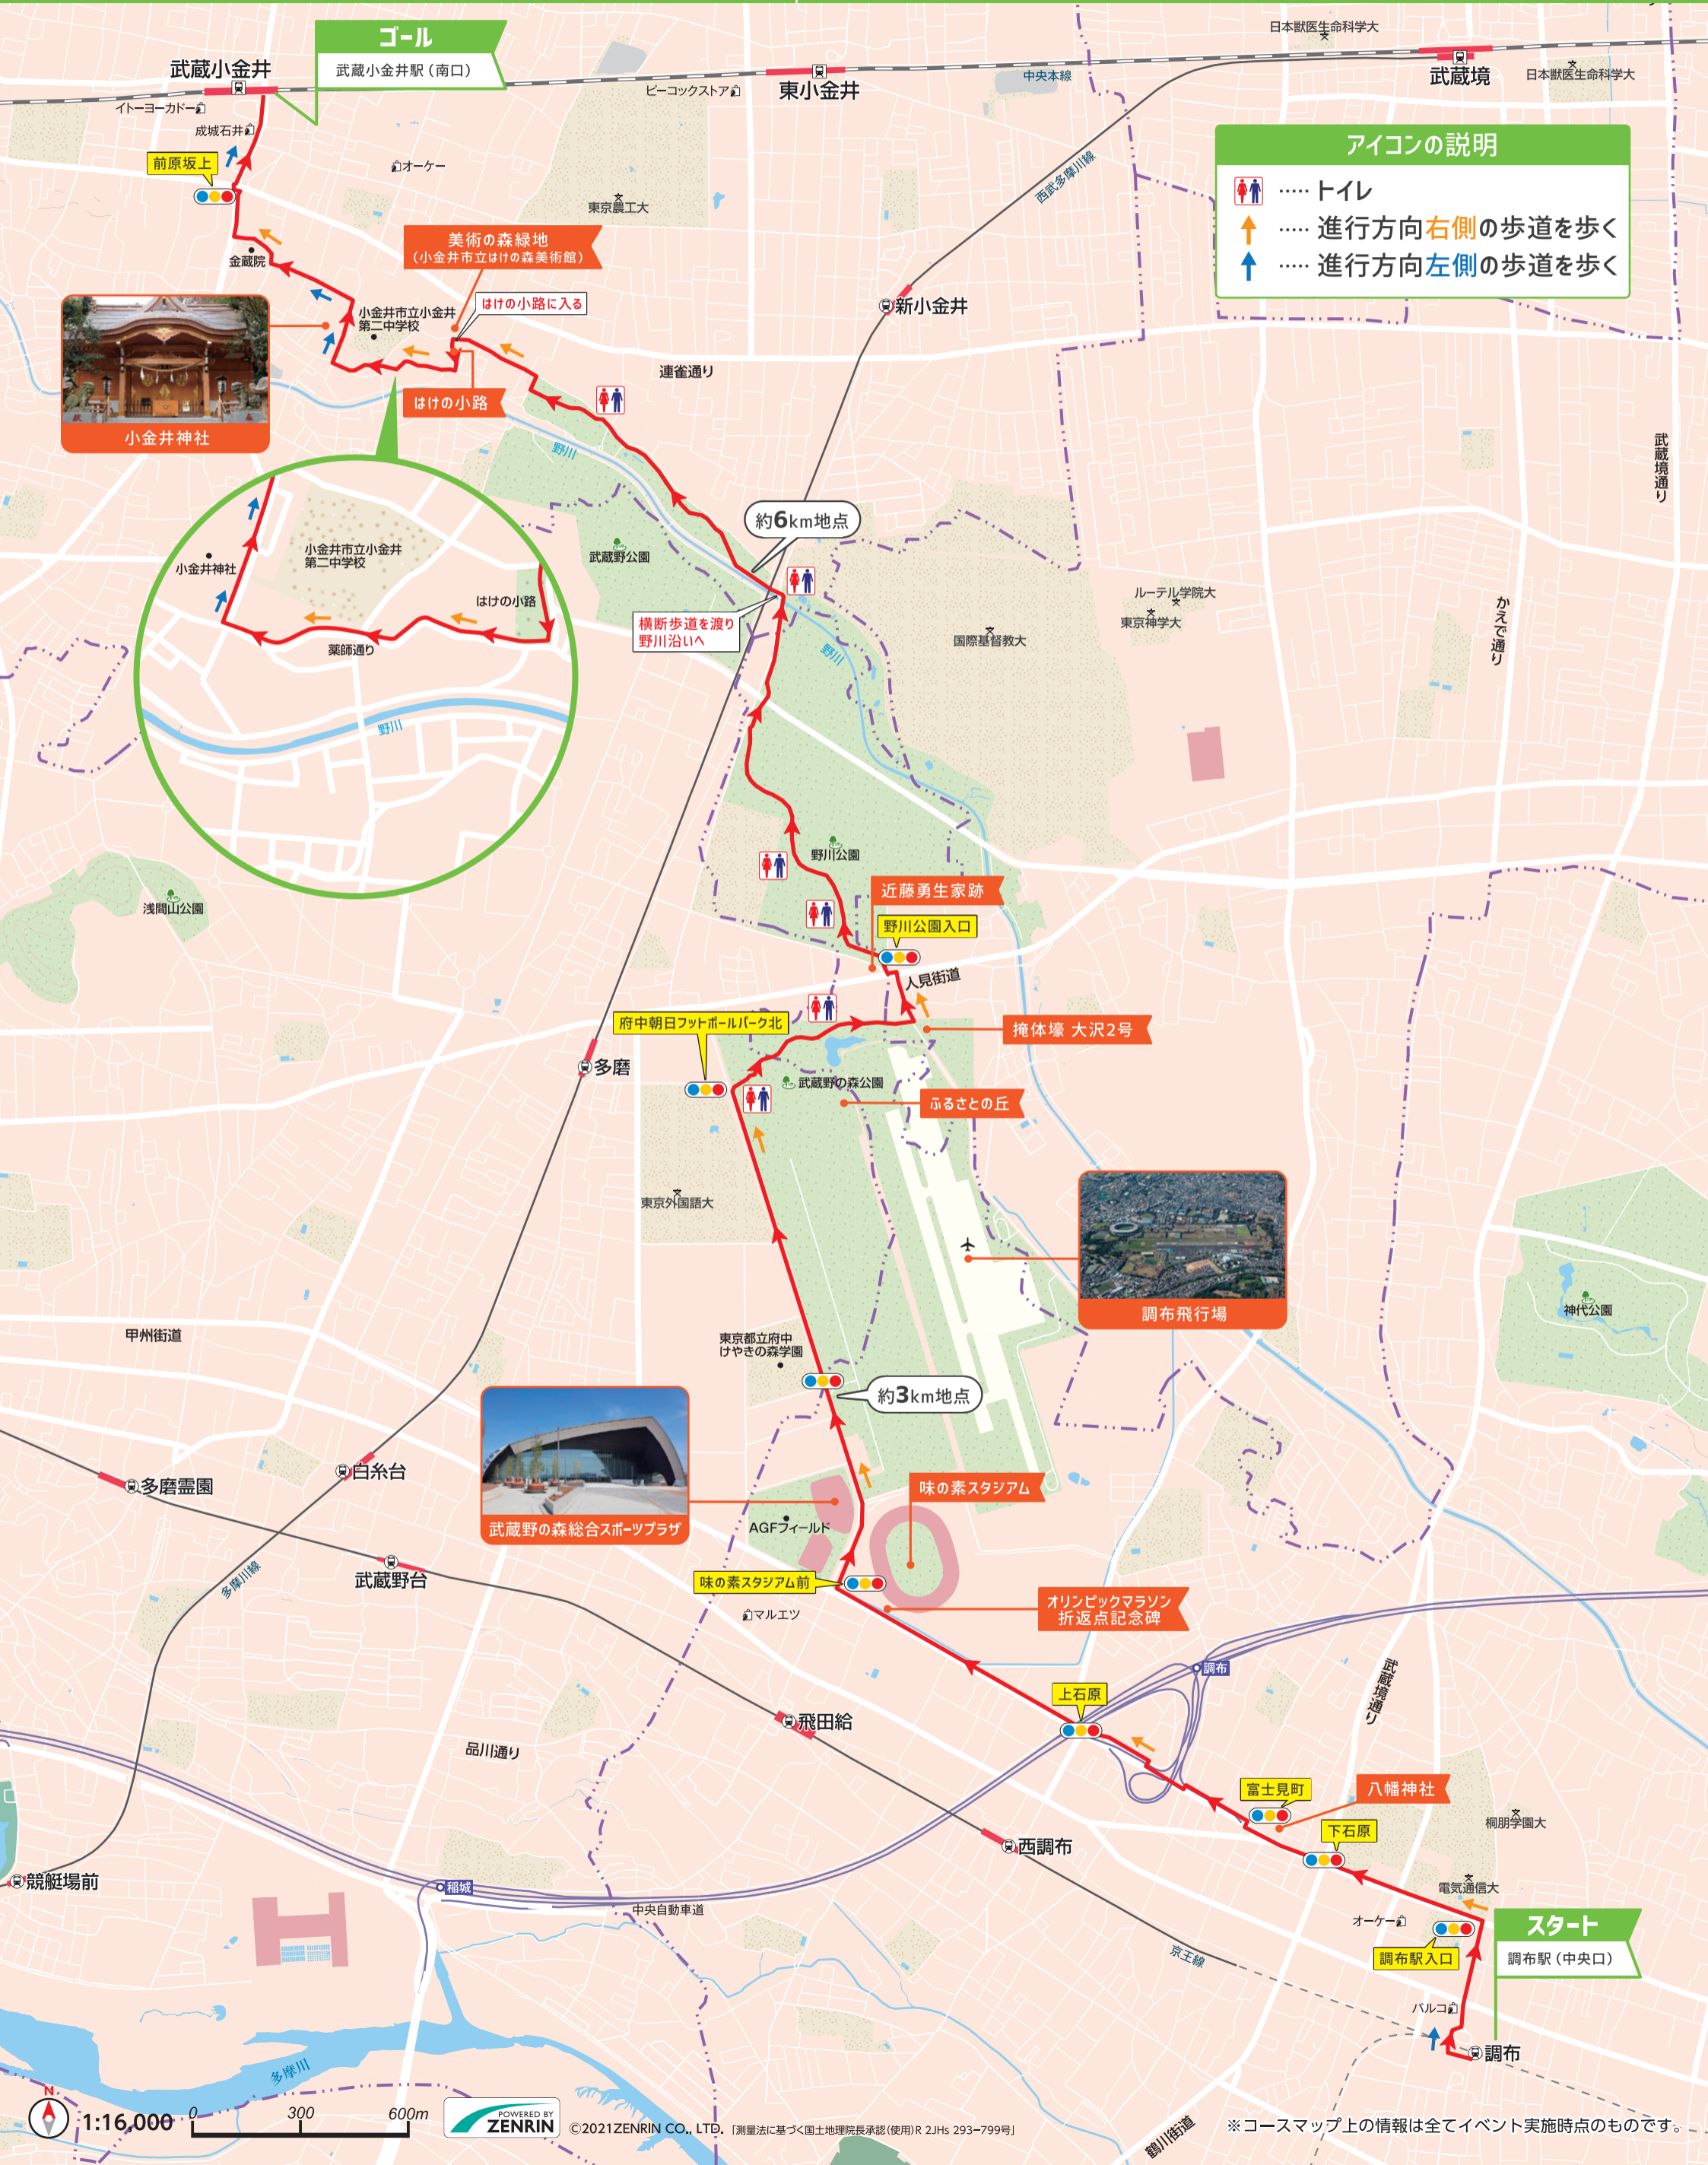 ゴール
武蔵小金井駅（南口）
武蔵小金井
イトーヨーカドー
成城石井
前原坂上
オーケー
ピーコックストア
東小金井
中央本線
日本獣医生命科学大
武蔵境
日本獣医生命科学大
アイコンの説明
‥‥‥トイレ
‥‥‥進行方向右側の歩道を歩く
‥‥‥進行方向左側の歩道を歩く
西武多摩川線
東京農工大
美術の森緑地
（小金井市立はけの森美術館）
はけの小路に入る
金蔵院
小金井市立小金井
第二中学校
小金井神社
はけの小路
連雀通り
新小金井
野川
武蔵境通り
約6km地点
武蔵野公園
小金井市立小金井
第二中学校
小金井神社
はけの小路
薬師通り
野川
横断歩道を渡り
野川沿いへ
野川
国際基督教大
ルーテル学院大
東京神学大
かえで通り
野川公園
浅間山公園
近藤勇生家跡
野川公園入口
人見街道
府中朝日フットボールパーク北
掩体壕 大沢2号
多磨
武蔵野の森公園
ふるさとの丘
東京外国語大
調布飛行場
神代公園
甲州街道
東京都立府中
けやきの森学園
約3km地点
多磨霊園
白糸台
武蔵野の森総合スポーツプラザ
味の素スタジアム
AGFフィールド
多摩川線
武蔵野台
味の素スタジアム前
マルエツ
オリンピックマラソン
折返点記念碑
調布
武蔵境通り
上石原
飛田給
品川通り
富士見町
八幡神社
下石原
桐朋学園大
西調布
競艇場前
稲城
中央自動車道
電気通信大
オーケー
調布駅入口
スタート
調布駅（中央口）
京王線
パルコ
調布
多摩川
N
1:16,000
0 300 600m
POWERED BY
ZENRIN
©2021ZENRIN CO., LTD.「測量法に基づく国土地理院長承認（使用）R 2JHs 293−799号」
鶴川街道
※コースマップ上の情報は全てイベント実施時点のものです。